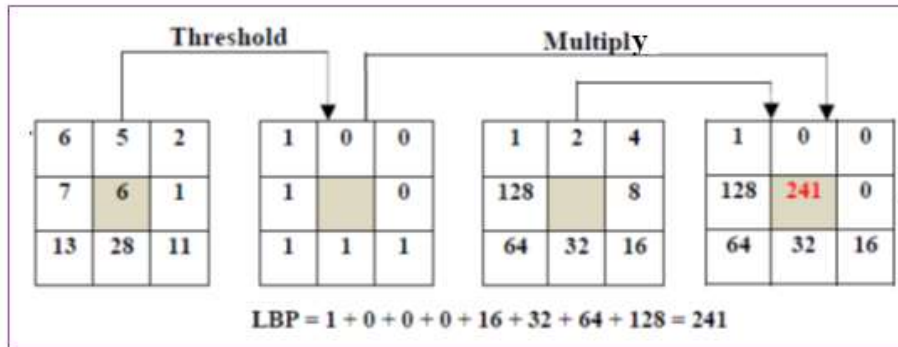 Threshold Multiply
6 5 2 1 0 0 1 2 4 1 0 0
7 6 1 1 0 128 8 128 241 0
13 28 11 1 1 1 64 32 16 64 32 16
LBP = 1 + 0 + 0 + 0 + 16 + 32 + 64 + 128 = 241